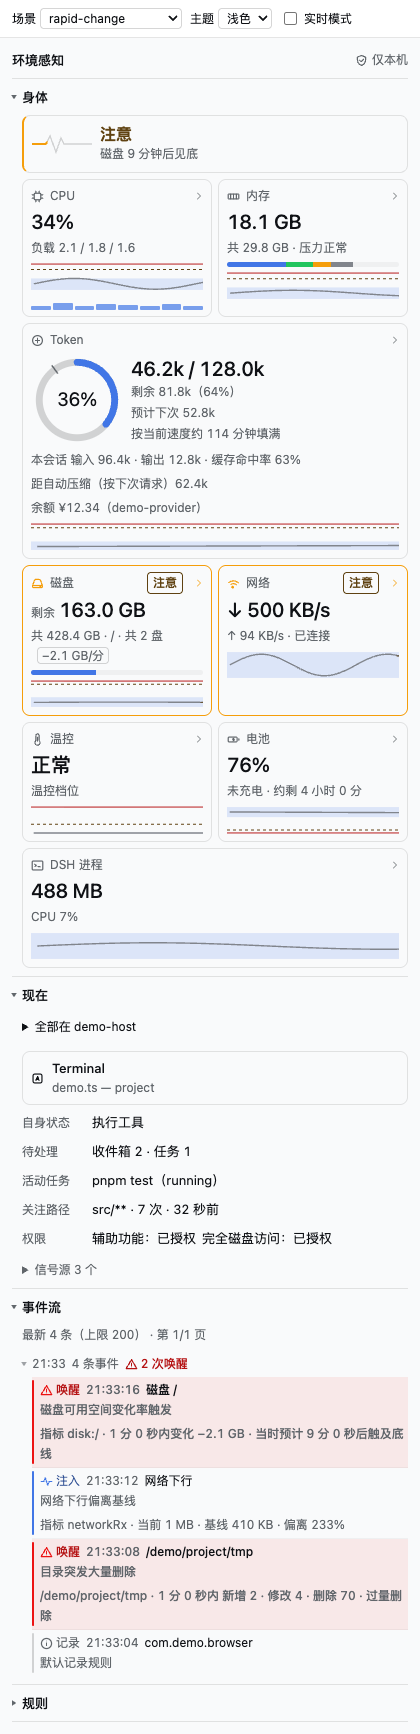 场景 rapid-change 主题 浅色 实时模式
环境感知 仅本机
身体
注意
磁盘 9 分钟后见底
CPU
34%
负载 2.1 / 1.8 / 1.6
内存
18.1 GB
共 29.8 GB · 压力正常
Token
36%
46.2k / 128.0k
剩余 81.8k（64%）
预计下次 52.8k
按当前速度约 114 分钟填满
本会话 输入 96.4k · 输出 12.8k · 缓存命中率 63%
距自动压缩（按下次请求）62.4k
余额 ¥12.34（demo-provider）
磁盘 注意
剩余 163.0 GB
共 428.4 GB · / · 共 2 盘
−2.1 GB/分
网络 注意
↓ 500 KB/s
↑ 94 KB/s · 已连接
温控
正常
温控档位
电池
76%
未充电 · 约剩 4 小时 0 分
DSH 进程
488 MB
CPU 7%
现在
全部在 demo-host
Terminal
demo.ts — project
自身状态 执行工具
待处理 收件箱 2 · 任务 1
活动任务 pnpm test（running）
关注路径 src/** · 7 次 · 32 秒前
权限 辅助功能：已授权 完全磁盘访问：已授权
信号源 3 个
事件流
最新 4 条（上限 200） · 第 1/1 页
21:33 4 条事件 2 次唤醒
唤醒 21:33:16 磁盘 /
磁盘可用空间变化率触发
指标 disk:/ · 1 分 0 秒内变化 −2.1 GB · 当时预计 9 分 0 秒后触及底
线
注入 21:33:12 网络下行
网络下行偏离基线
指标 networkRx · 当前 1 MB · 基线 410 KB · 偏离 233%
唤醒 21:33:08 /demo/project/tmp
目录突发大量删除
/demo/project/tmp · 1 分 0 秒内 新增 2 · 修改 4 · 删除 70 · 过量删
除
记录 21:33:04 com.demo.browser
默认记录规则
规则